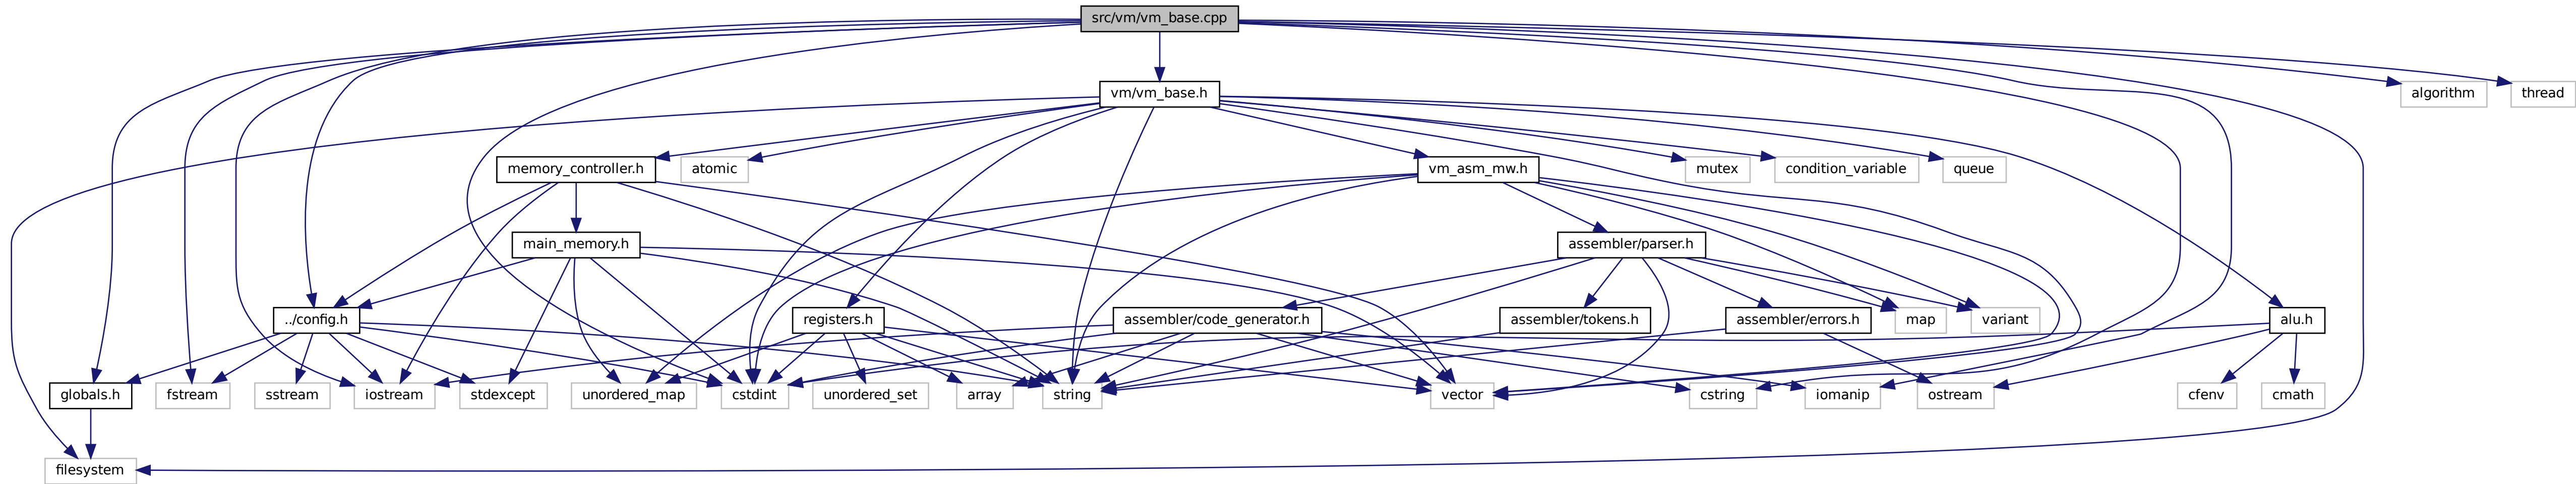 src/vm/vm_base.cpp
vm/vm_base.h
algorithm
thread
memory_controller.h
atomic
vm_asm_mw.h
mutex
condition_variable
queue
main_memory.h
assembler/parser.h
../config.h
registers.h
assembler/code_generator.h
assembler/tokens.h
assembler/errors.h
map
variant
alu.h
globals.h
fstream
sstream
iostream
stdexcept
unordered_map
cstdint
unordered_set
array
string
vector
cstring
iomanip
ostream
cfenv
cmath
filesystem